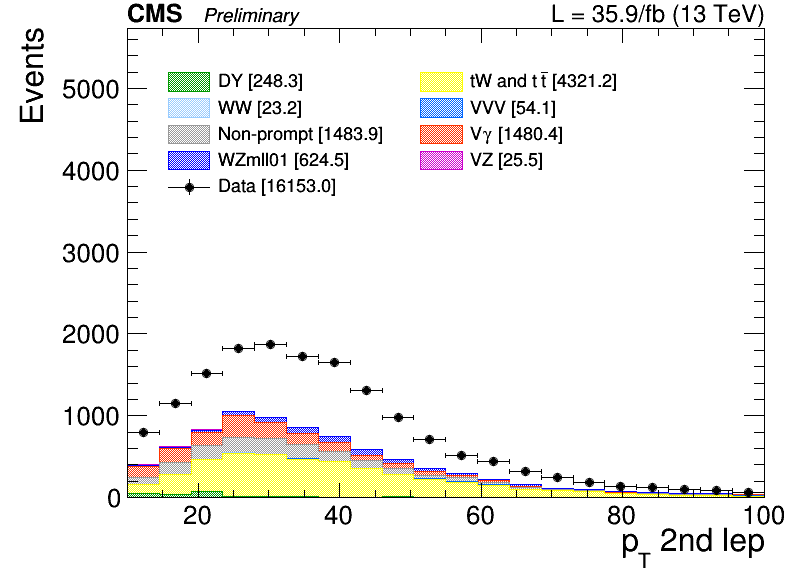 CMS Preliminary L = 35.9/fb (13 TeV)
Events
DY [248.3] tW and t t̄ [4321.2]
WW [23.2] VVV [54.1]
Non-prompt [1483.9] Vγ [1480.4]
WZmll01 [624.5] VZ [25.5]
Data [16153.0]
5000
4000
3000
2000
1000
0
20 40 60 80 100
p_T 2nd lep